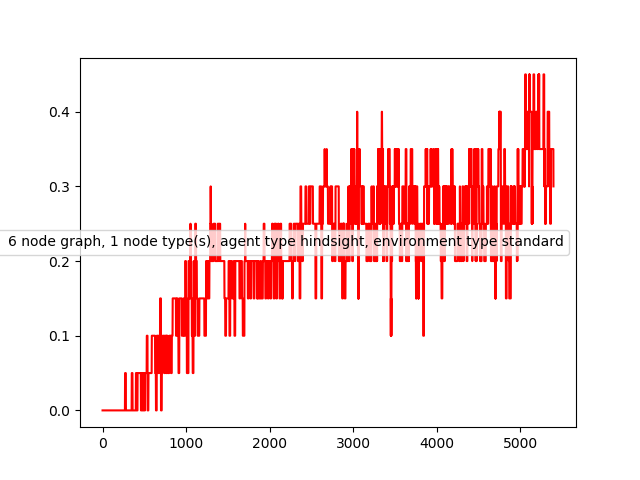 0.4
0.3
6 node graph, 1 node type(s), agent type hindsight, environment type standard
0.2
0.1
0.0
0 1000 2000 3000 4000 5000